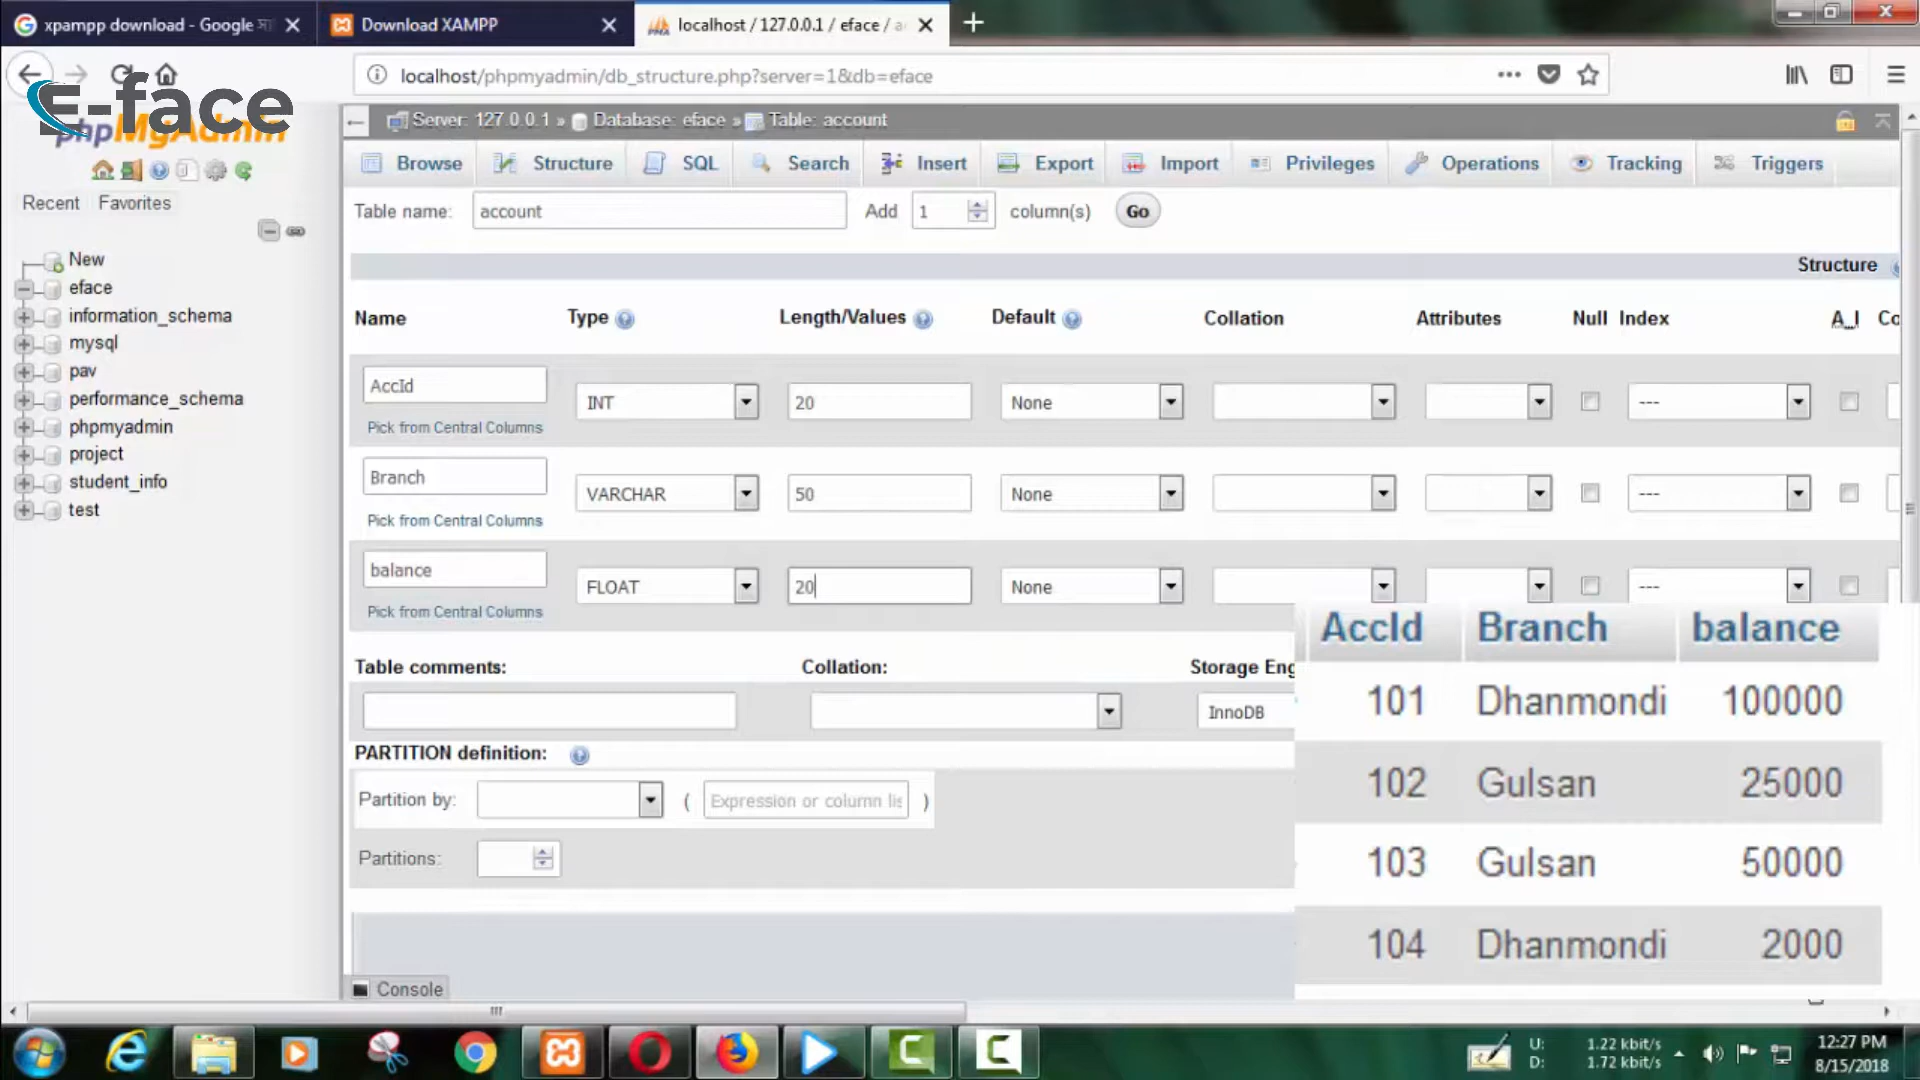 xpampp download - Google
Download XAMPP
localhost / 127.0.0.1 / eface / a
localhost/phpmyadmin/db_structure.php?server=1&db=eface
E-face
phpMyAdmin
Server: 127.0.0.1 » Database: eface » Table: account
Browse Structure SQL Search Insert Export Import Privileges Operations Tracking Triggers
Recent Favorites
Table name: account Add 1 column(s) Go
New
eface
information_schema
mysql
pav
performance_schema
phpmyadmin
project
student_info
test
Structure
Name Type Length/Values Default Collation Attributes Null Index A_I Co
AccId INT 20 None ---
Pick from Central Columns
Branch VARCHAR 50 None ---
Pick from Central Columns
balance FLOAT 20 None ---
Pick from Central Columns
Table comments: Collation: Storage Eng
InnoDB
PARTITION definition:
Partition by: ( Expression or column lis )
Partitions:
Console
AccId Branch balance
101 Dhanmondi 100000
102 Gulsan 25000
103 Gulsan 50000
104 Dhanmondi 2000
U: 1.22 kbit/s
D: 1.72 kbit/s
12:27 PM
8/15/2018